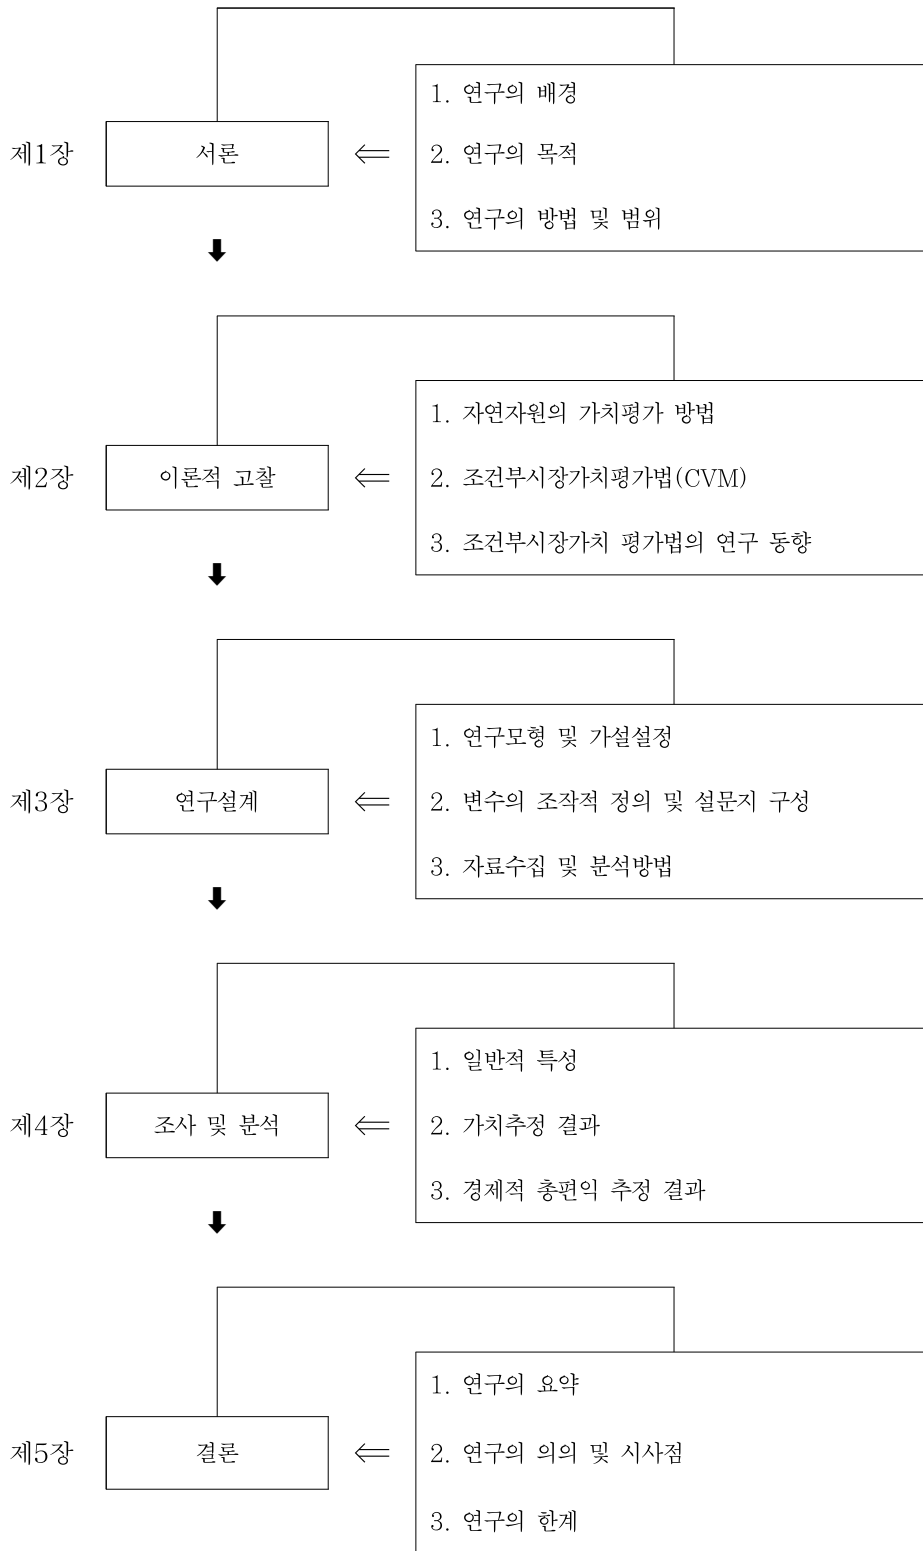 1. 연구의 배경
제1장 서론 ⇐ 2. 연구의 목적
3. 연구의 방법 및 범위
1. 자연자원의 가치평가 방법
제2장 이론적 고찰 ⇐ 2. 조건부시장가치평가법(CVM)
3. 조건부시장가치 평가법의 연구 동향
1. 연구모형 및 가설설정
제3장 연구설계 ⇐ 2. 변수의 조작적 정의 및 설문지 구성
3. 자료수집 및 분석방법
1. 일반적 특성
제4장 조사 및 분석 ⇐ 2. 가치추정 결과
3. 경제적 총편익 추정 결과
1. 연구의 요약
제5장 결론 ⇐ 2. 연구의 의의 및 시사점
3. 연구의 한계